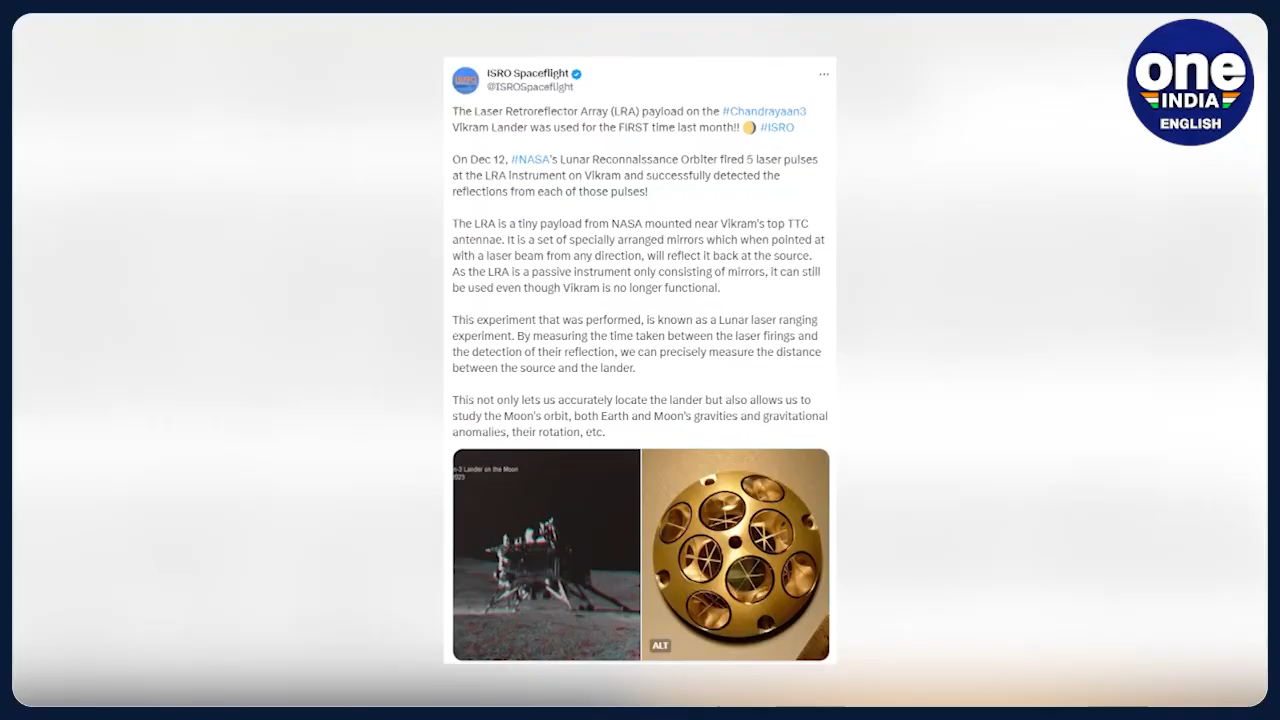 one
INDIA
ENGLISH
ISRO Spaceflight
@ISROSpaceflight
The Laser Retroreflector Array (LRA) payload on the #Chandrayaan3
Vikram Lander was used for the FIRST time last month!! 🌖 #ISRO
On Dec 12, #NASA's Lunar Reconnaissance Orbiter fired 5 laser pulses
at the LRA instrument on Vikram and successfully detected the
reflections from each of those pulses!
The LRA is a tiny payload from NASA mounted near Vikram's top TTC
antennae. It is a set of specially arranged mirrors which when pointed at
with a laser beam from any direction, will reflect it back at the source.
As the LRA is a passive instrument only consisting of mirrors, it can still
be used even though Vikram is no longer functional.
This experiment that was performed, is known as a Lunar laser ranging
experiment. By measuring the time taken between the laser firings and
the detection of their reflection, we can precisely measure the distance
between the source and the lander.
This not only lets us accurately locate the lander but also allows us to
study the Moon's orbit, both Earth and Moon's gravities and gravitational
anomalies, their rotation, etc.
n-3 Lander on the Moon
2023
ALT